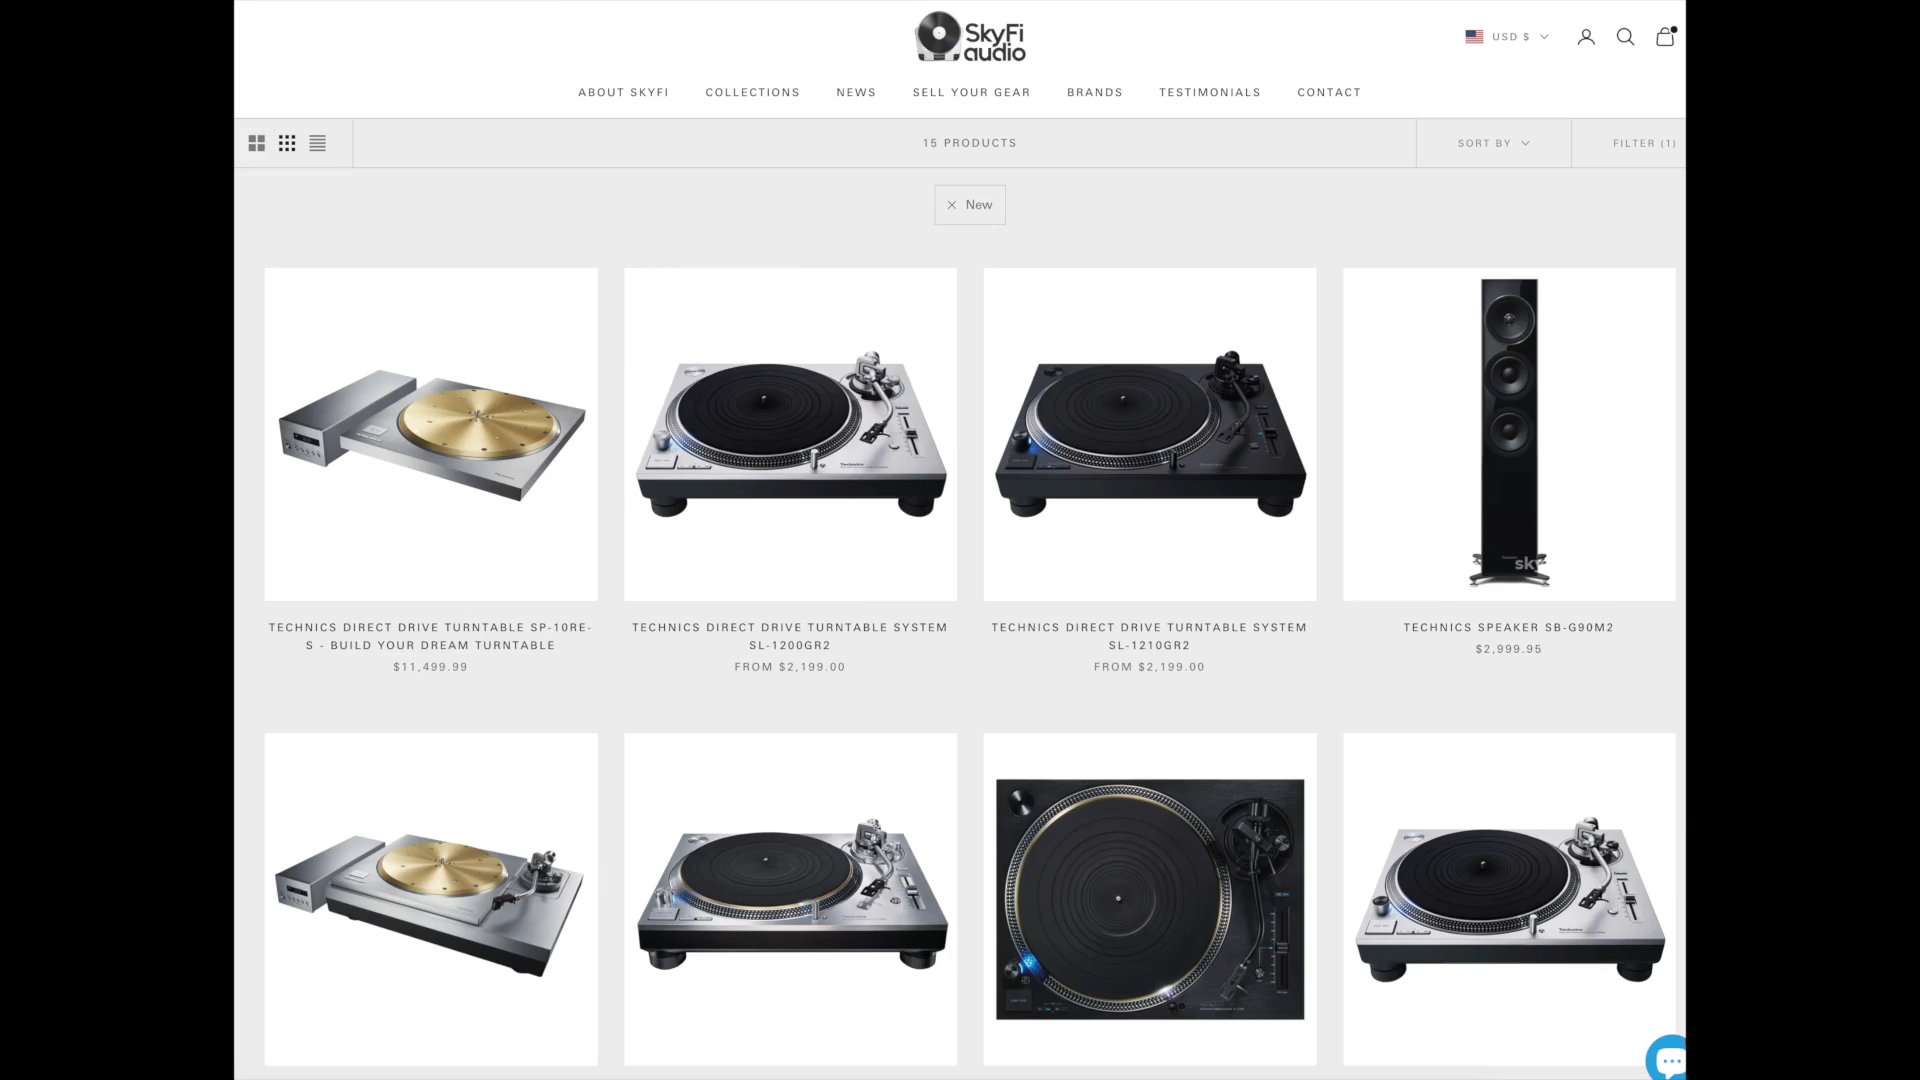 SkyFi
audio
USD $
ABOUT SKYFI
COLLECTIONS
NEWS
SELL YOUR GEAR
BRANDS
TESTIMONIALS
CONTACT
15 PRODUCTS
SORT BY
FILTER (1)
New
sky
TECHNICS DIRECT DRIVE TURNTABLE SP-10RE-
S - BUILD YOUR DREAM TURNTABLE
$11,499.99
TECHNICS DIRECT DRIVE TURNTABLE SYSTEM
SL-1200GR2
FROM $2,199.00
TECHNICS DIRECT DRIVE TURNTABLE SYSTEM
SL-1210GR2
FROM $2,199.00
TECHNICS SPEAKER SB-G90M2
$2,999.95